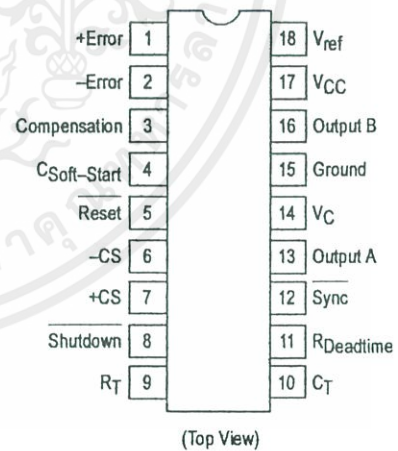 +Error 1 18 Vref
–Error 2 17 VCC
Compensation 3 16 Output B
CSoft–Start 4 15 Ground
Reset 5 14 VC
–CS 6 13 Output A
+CS 7 12 Sync
Shutdown 8 11 RDeadtime
RT 9 10 CT
(Top View)